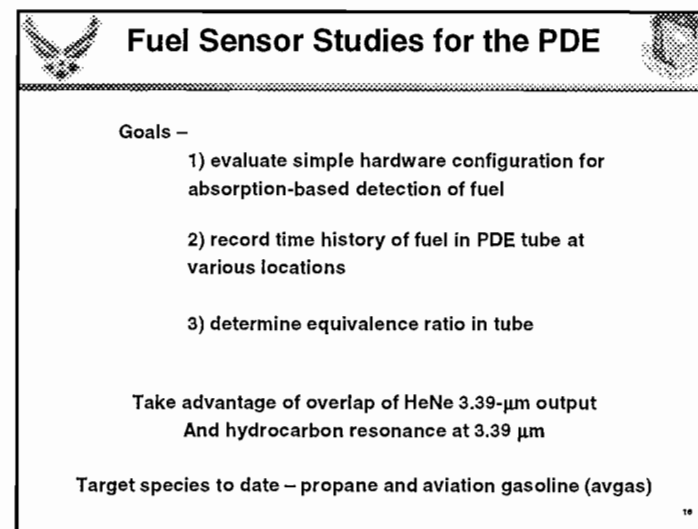 Fuel Sensor Studies for the PDE
Goals –
1) evaluate simple hardware configuration for
absorption-based detection of fuel
2) record time history of fuel in PDE tube at
various locations
3) determine equivalence ratio in tube
Take advantage of overlap of HeNe 3.39-μm output
And hydrocarbon resonance at 3.39 μm
Target species to date – propane and aviation gasoline (avgas)